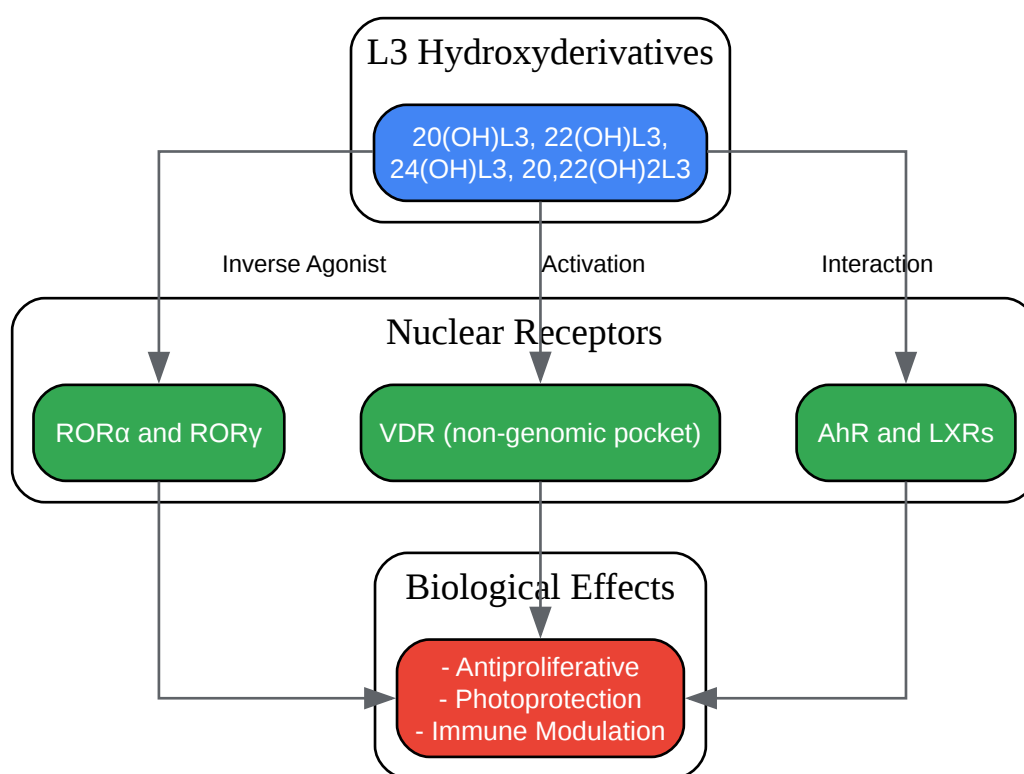 L3 Hydroxyderivatives
20(OH)L3, 22(OH)L3,
24(OH)L3, 20,22(OH)2L3
Inverse Agonist
Activation
Interaction
Nuclear Receptors
RORα and RORγ
VDR (non-genomic pocket)
AhR and LXRs
Biological Effects
- Antiproliferative
- Photoprotection
- Immune Modulation